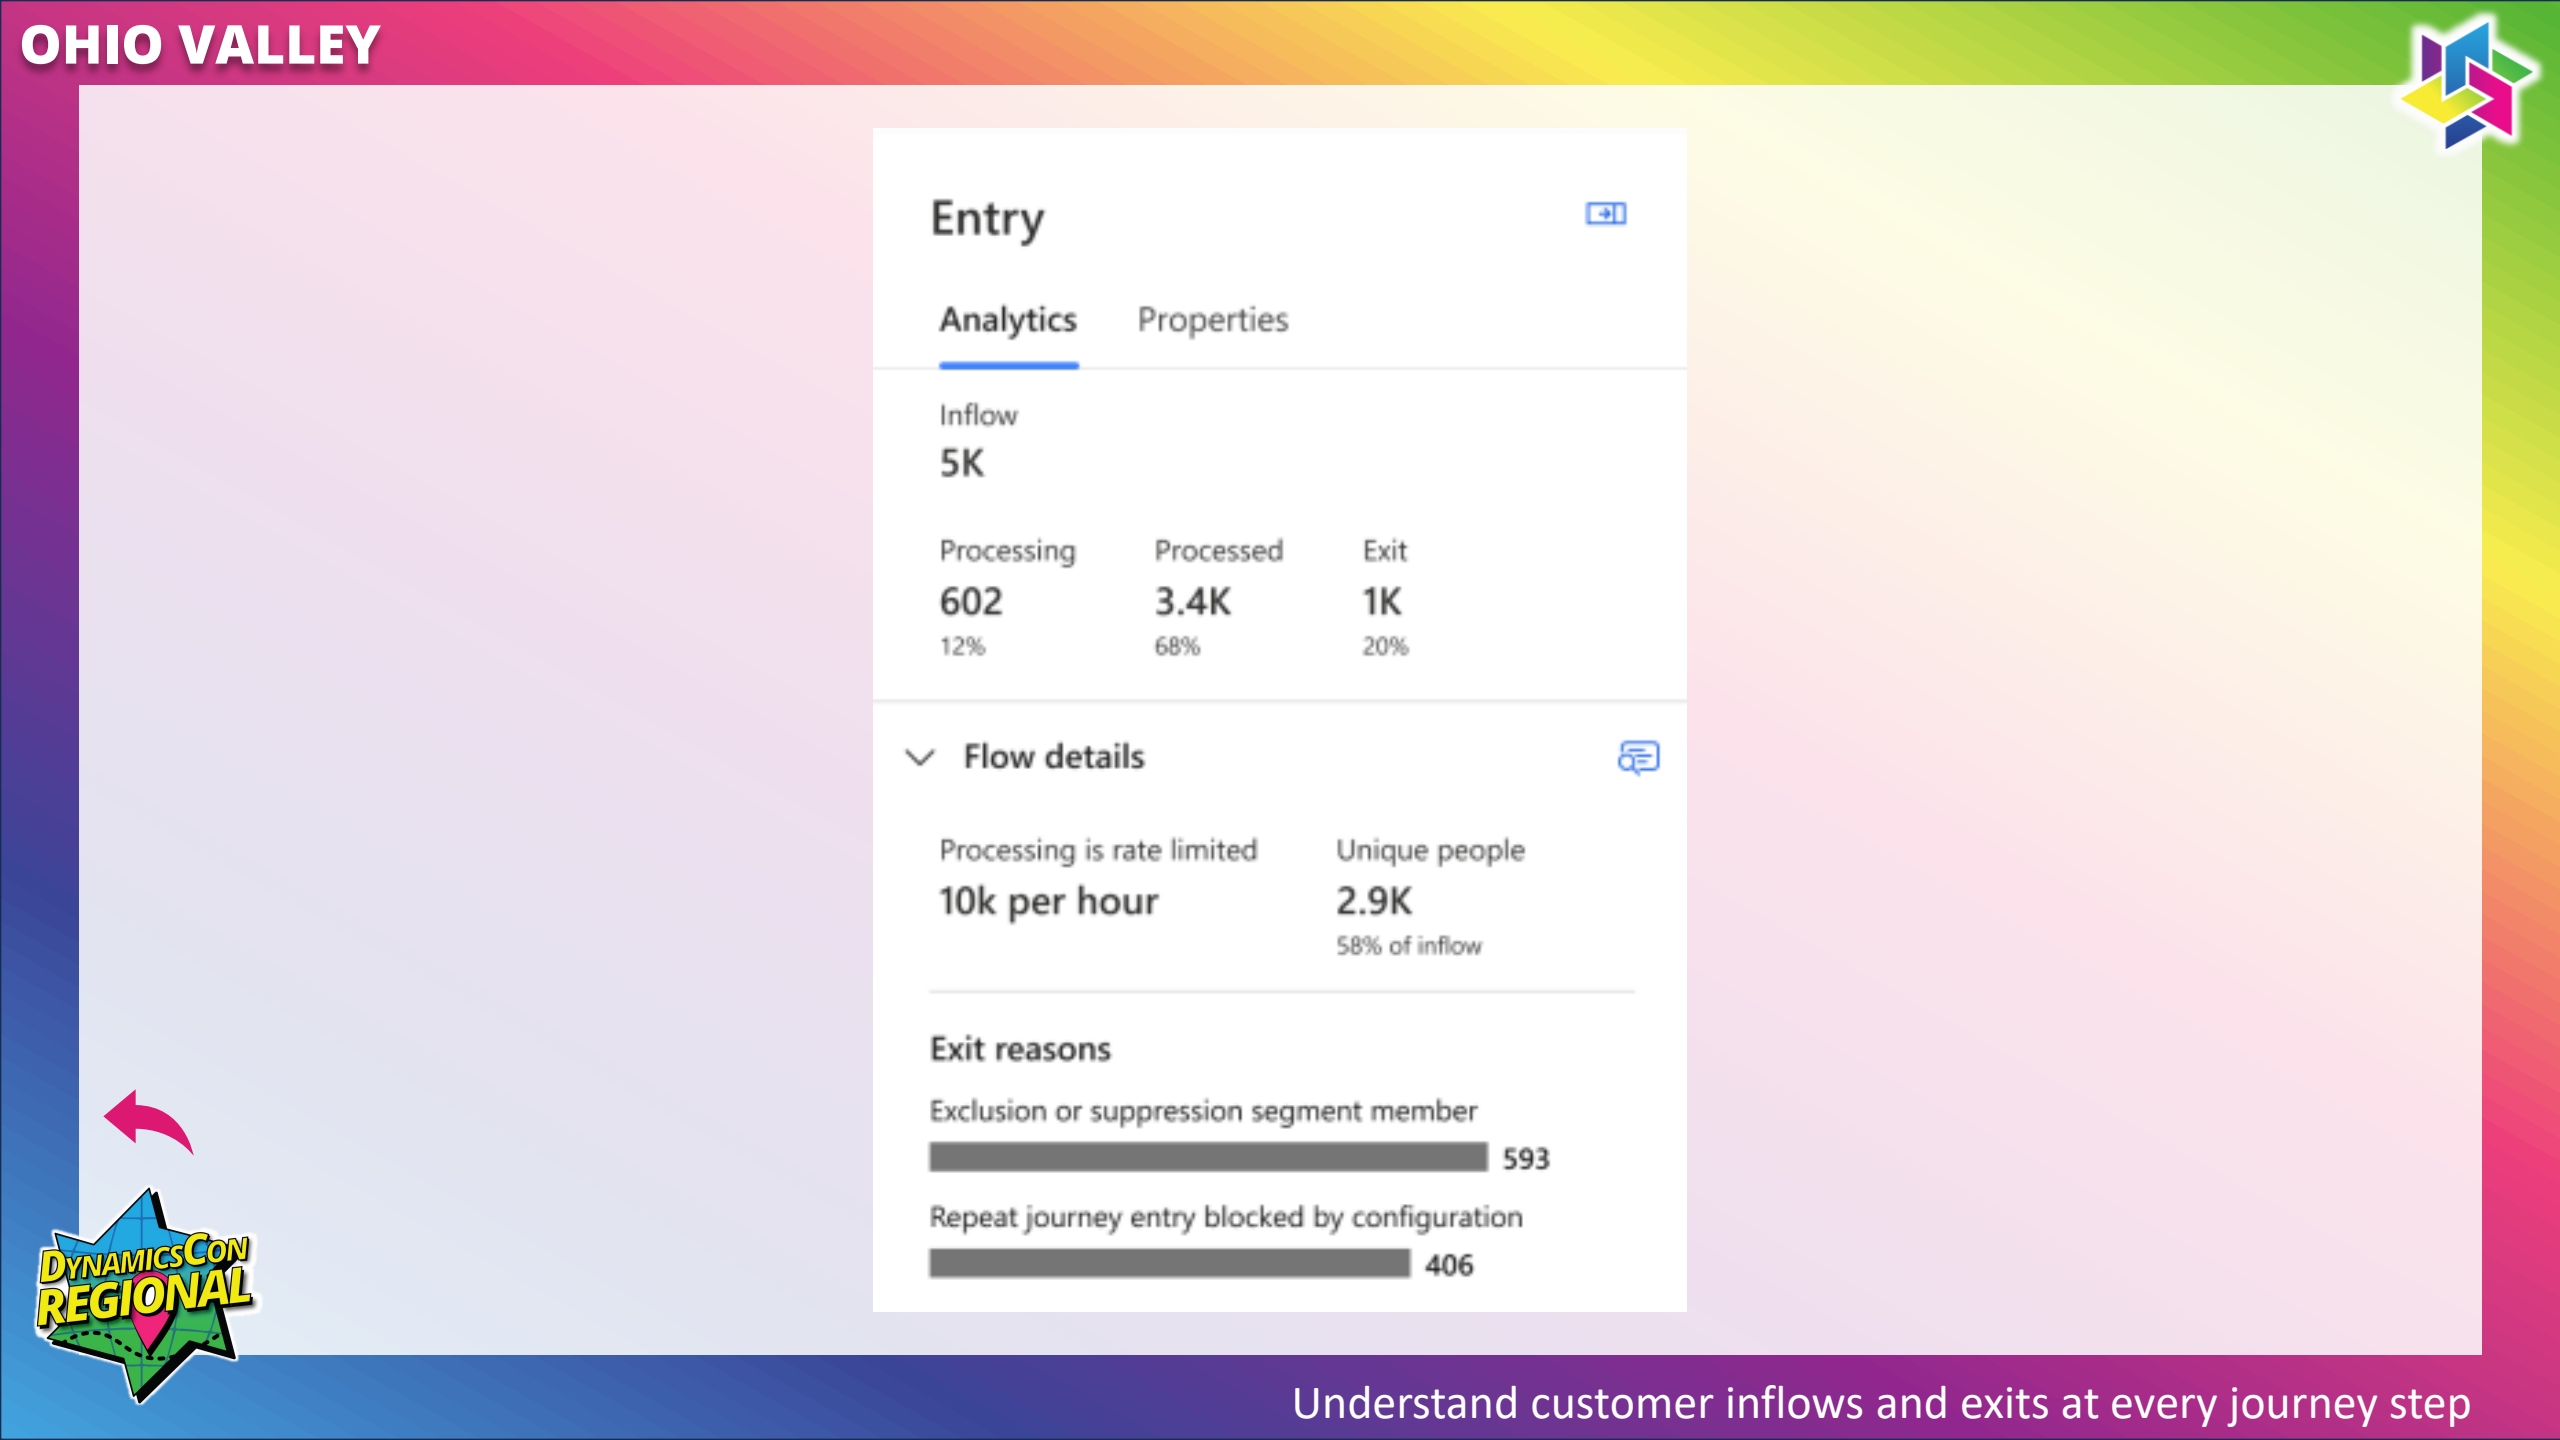 OHIO VALLEY
Entry
Analytics Properties
Inflow
5K
Processing Processed Exit
602 3.4K 1K
12% 68% 20%
Flow details
Processing is rate limited Unique people
10k per hour 2.9K
58% of inflow
Exit reasons
Exclusion or suppression segment member
593
Repeat journey entry blocked by configuration
406
DYNAMICSCON
REGIONAL
Understand customer inflows and exits at every journey step